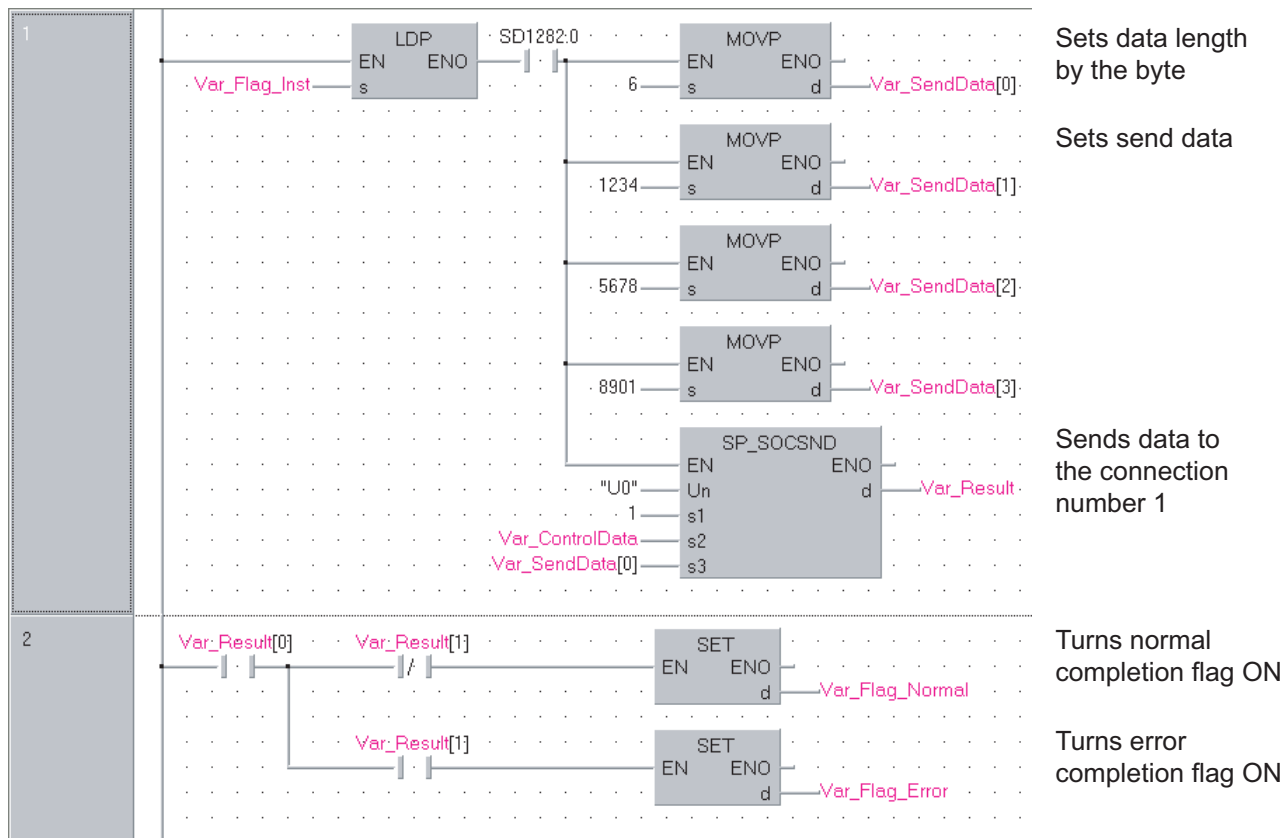 1
LDP
EN ENO
Var_Flag_Inst s
SD1282:0
MOVP
EN ENO
6 s d Var_SendData[0]
Sets data length
by the byte
MOVP
EN ENO
1234 s d Var_SendData[1]
Sets send data
MOVP
EN ENO
5678 s d Var_SendData[2]
MOVP
EN ENO
8901 s d Var_SendData[3]
SP_SOCSND
EN ENO
"U0" Un d Var_Result
1 s1
Var_ControlData s2
Var_SendData[0] s3
Sends data to
the connection
number 1
2
Var_Result[0] Var_Result[1]
SET
EN ENO
d Var_Flag_Normal
Turns normal
completion flag ON
Var_Result[1]
SET
EN ENO
d Var_Flag_Error
Turns error
completion flag ON